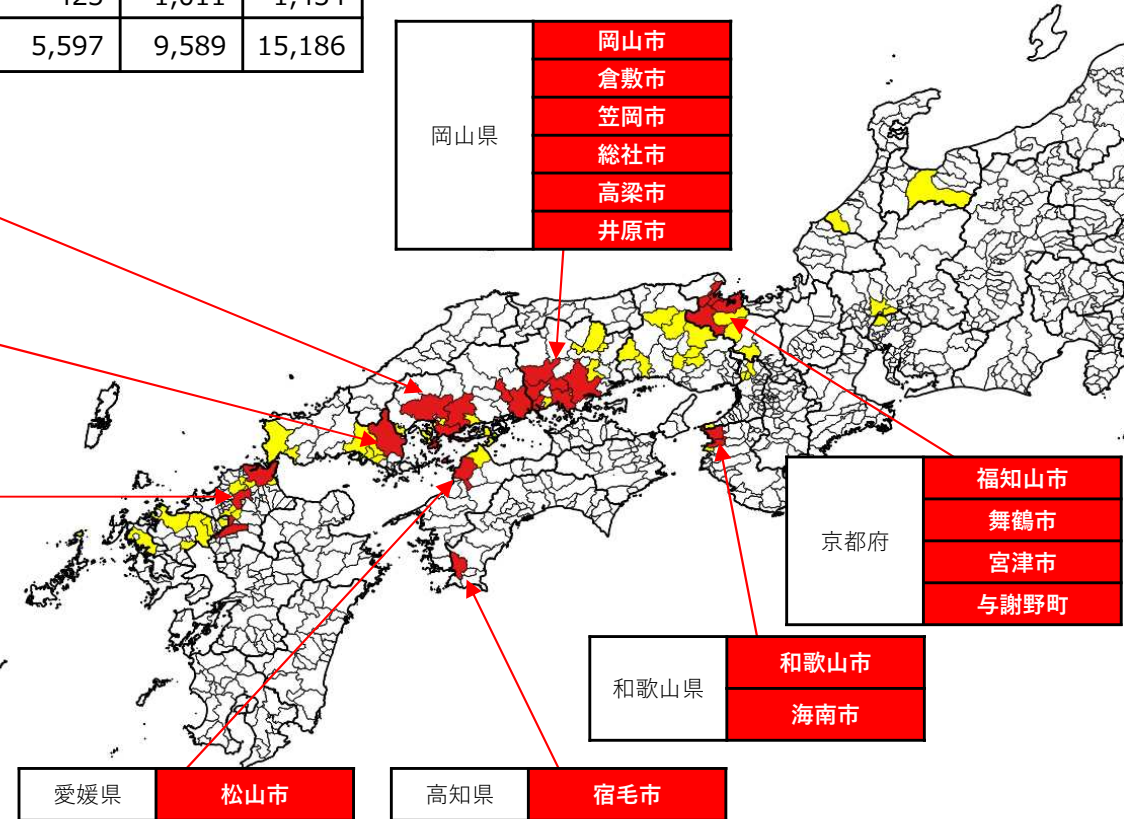 5,597 9,589 15,186
岡山県
岡山市
倉敷市
笠岡市
総社市
高梁市
井原市
京都府
福知山市
舞鶴市
宮津市
与謝野町
和歌山県
和歌山市
海南市
愛媛県 松山市
高知県 宿毛市